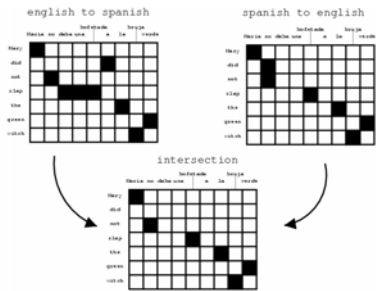 english to spanish
spanish to english
bofetada bruja
Maria no daba una a la verde
bofetada bruja
Maria no daba una a la verde
Mary
did
not
slap
the
green
witch
Mary
did
not
slap
the
green
witch
intersection
bofetada bruja
Maria no daba una a la verde
Mary
did
not
slap
the
green
witch